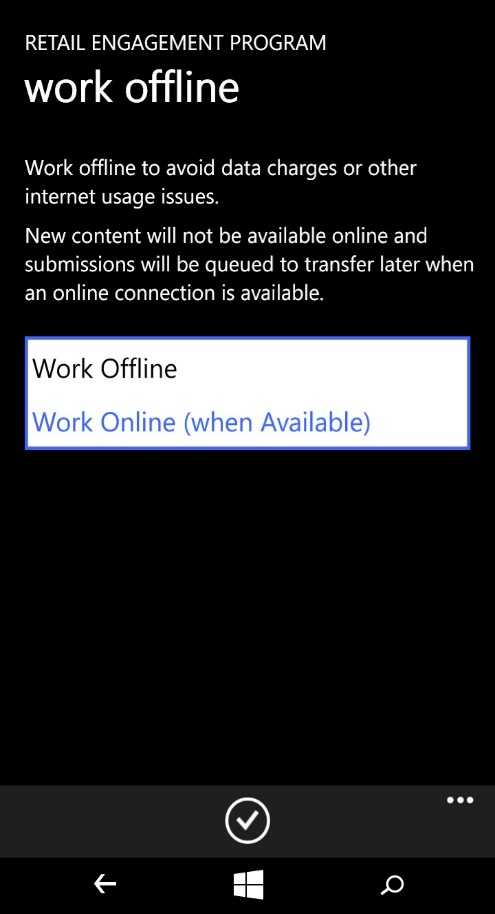 RETAIL ENGAGEMENT PROGRAM
work offline
Work offline to avoid data charges or other
internet usage issues.
New content will not be available online and
submissions will be queued to transfer later when
an online connection is available.
Work Offline
Work Online (when Available)